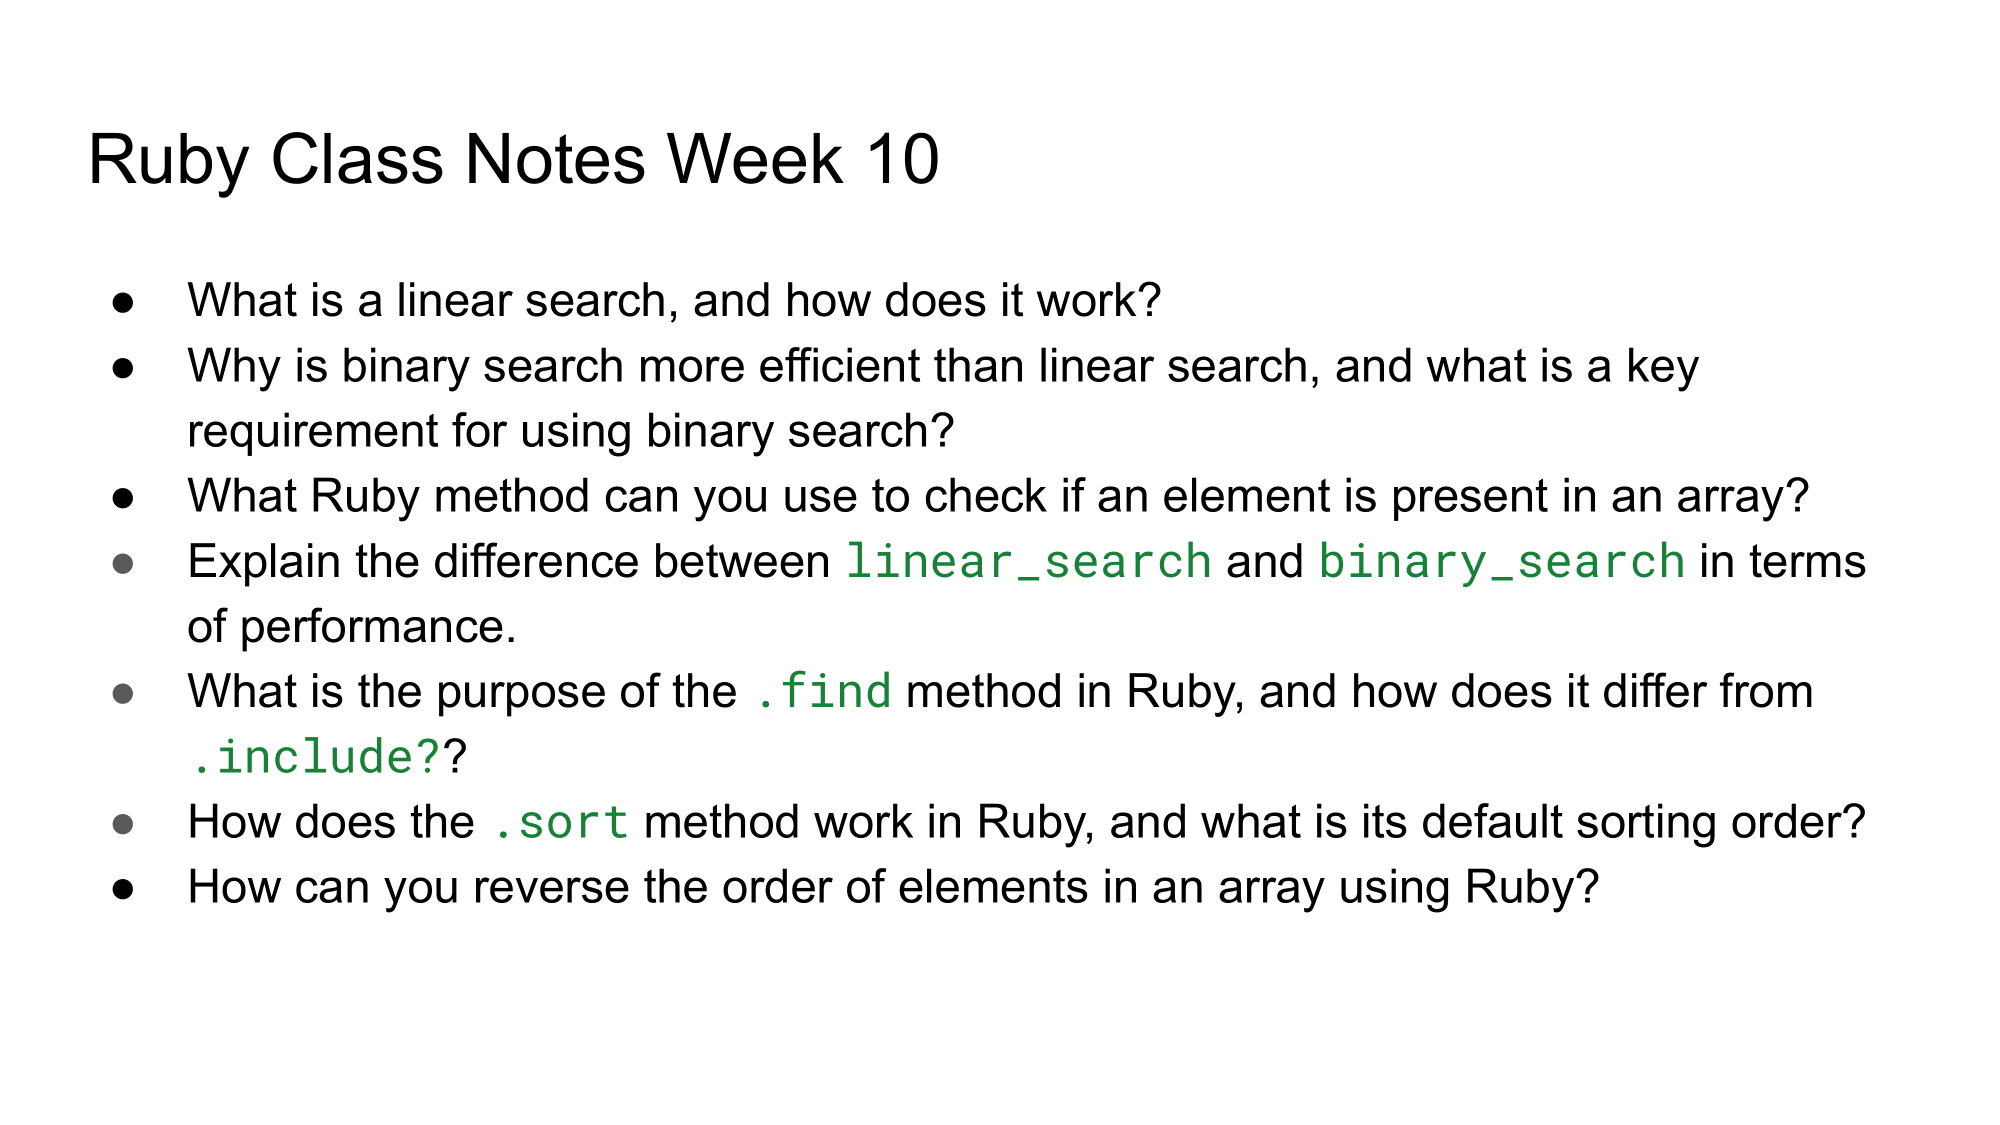 Ruby Class Notes Week 10
● What is a linear search, and how does it work?
● Why is binary search more efficient than linear search, and what is a key
requirement for using binary search?
● What Ruby method can you use to check if an element is present in an array?
● Explain the difference between linear_search and binary_search in terms
of performance.
● What is the purpose of the .find method in Ruby, and how does it differ from
.include??
● How does the .sort method work in Ruby, and what is its default sorting order?
● How can you reverse the order of elements in an array using Ruby?